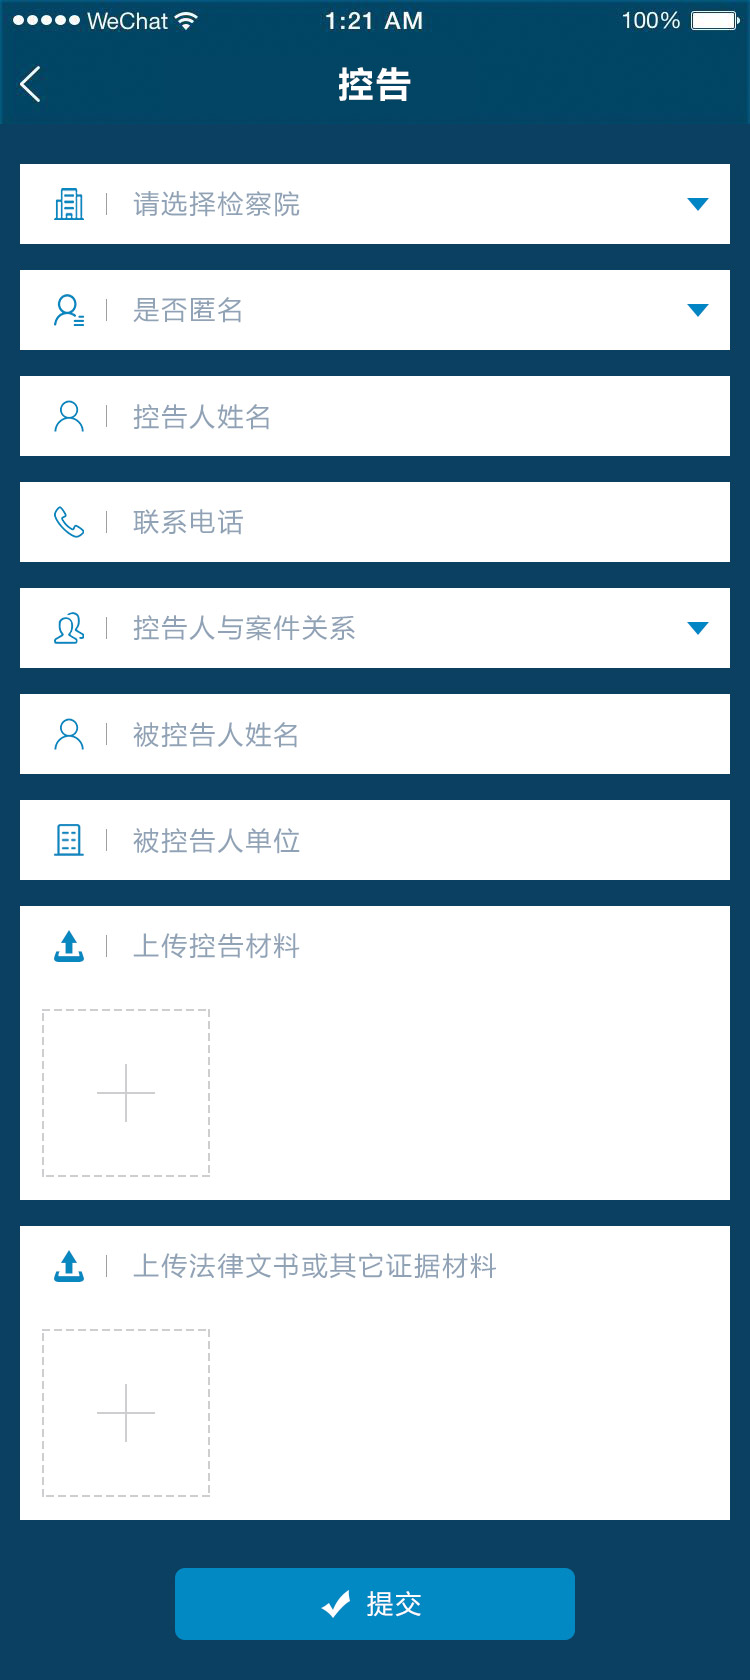 WeChat 1:21 AM 100%
控告
请选择检察院
是否匿名
控告人姓名
联系电话
控告人与案件关系
被控告人姓名
被控告人单位
上传控告材料
上传法律文书或其它证据材料
提交